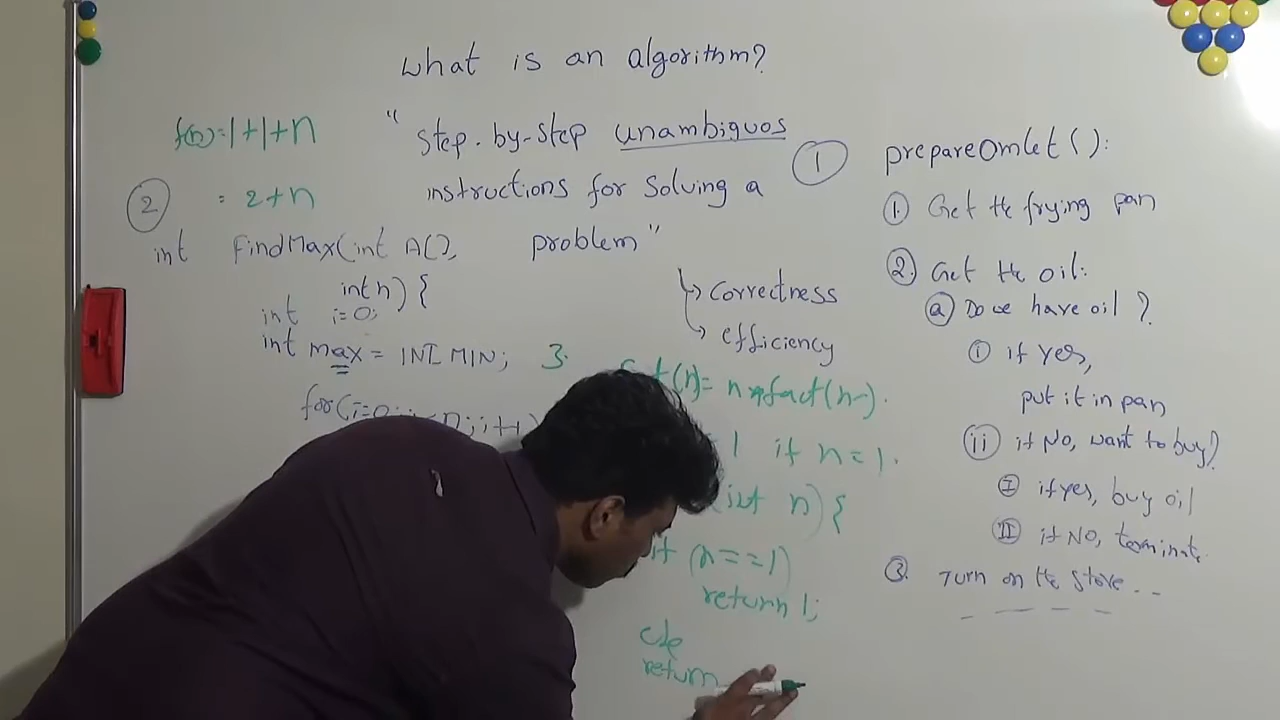 What is an algorithm?
"step-by-step unambiguos
instructions for solving a
problem"
→ correctness
→ efficiency
①
prepareOmlet():
① Get the frying pan
② Get the oil:
ⓐ Do we have oil ?
ⓘ if yes,
put it in pan
ⓘⓘ if No, want to buy?
Ⓘ if yes, buy oil
ⒾⒾ if No, terminate.
③ Turn on the stove . . --
②
f(n)=1+1+n
= 2+n
int FindMax(int A[],
int n) {
int i=0;
int max = INT_MIN;
for(i=0;i<n;i++)
3.
(n)= n*fact(n-).
1 if n=1.
(int n) {
if (n==1)
return 1;
else
return